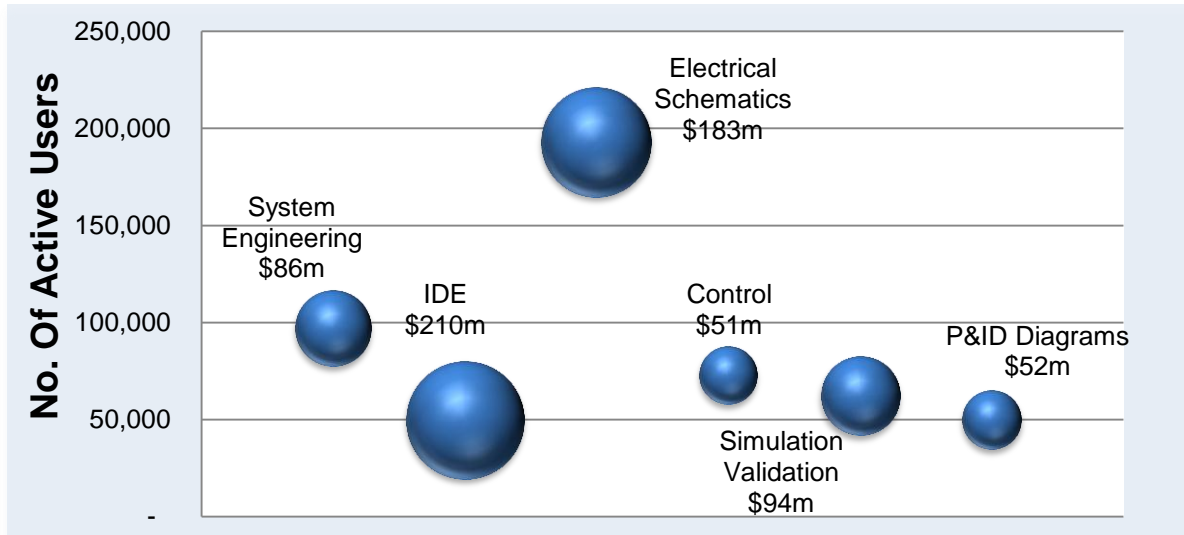 No. Of Active Users
250,000
200,000
150,000
100,000
50,000
-
System
Engineering
$86m
IDE
$210m
Electrical
Schematics
$183m
Control
$51m
Simulation
Validation
$94m
P&ID Diagrams
$52m